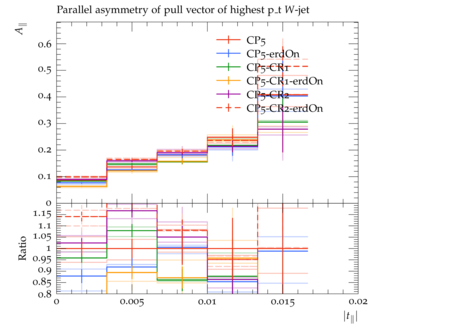 Parallel asymmetry of pull vector of highest p_t W-jet
A∥
0.6
0.5
0.4
0.3
0.2
0.1
0
CP5
CP5-erdOn
CP5-CR1
CP5-CR1-erdOn
CP5-CR2
CP5-CR2-erdOn
Ratio
1.15
1.1
1.05
1.0
0.95
0.9
0.85
0.8
0
0.005
0.01
0.015
0.02
|t∥|